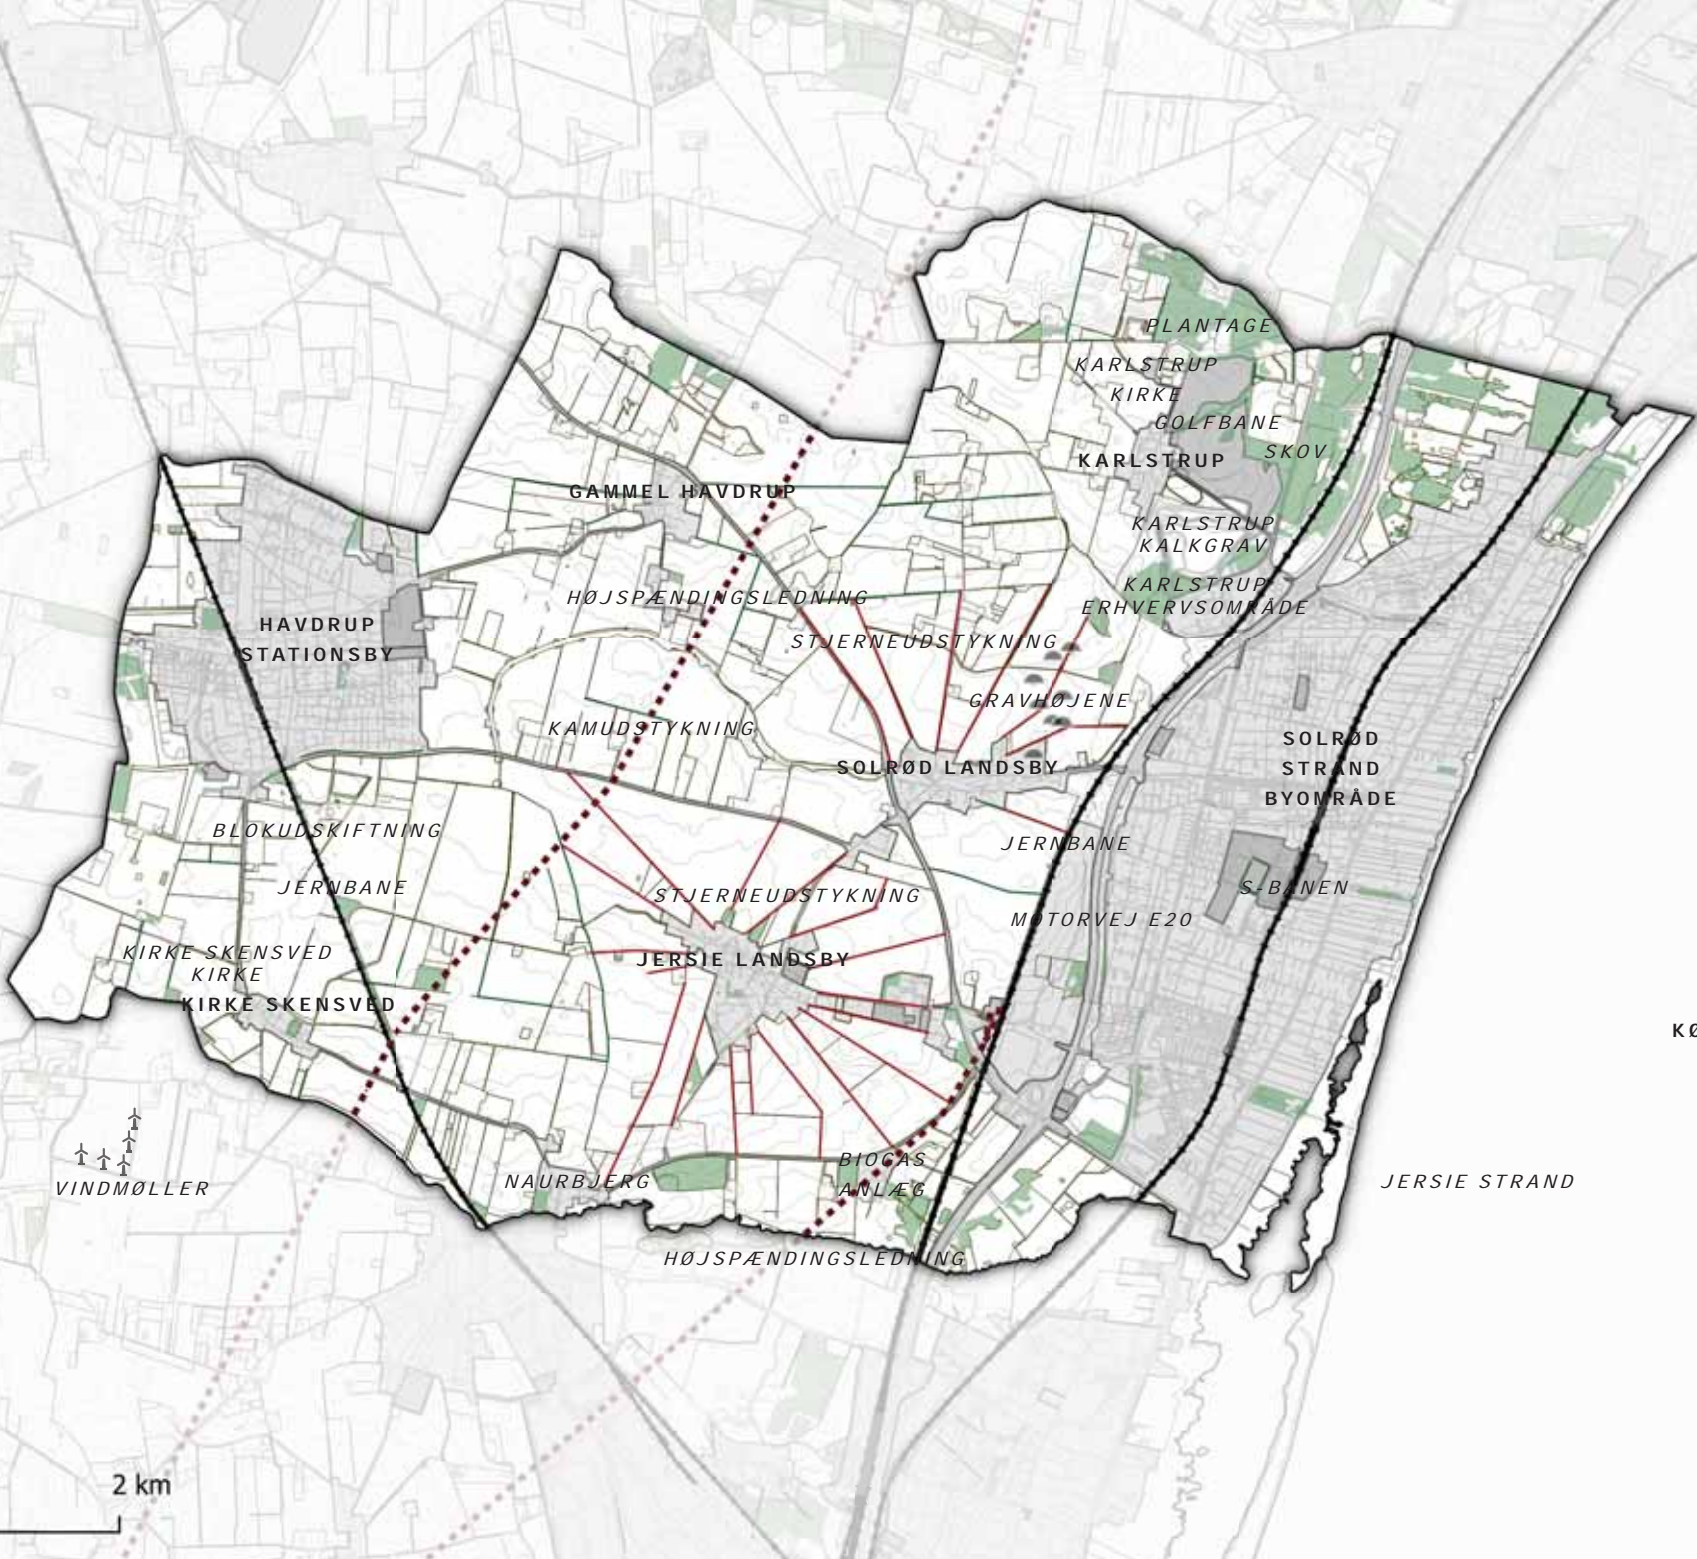 PLANTAGE
KARLSTRUP
KIRKE
GOLFBANE
SKOV
KARLSTRUP
GAMMEL HAVDRUP
KARLSTRUP
KALKGRAV
KARLSTRUP
ERHVERVSOMRÅDE
HØJSPÆNDINGSLEDNING
HAVDRUP
STATIONSBY
STJERNEUDSTYKNING
GRAVHØJENE
KAMUDSTYKNING
SOLRØD LANDSBY
SOLRØD
STRAND
BYOMRÅDE
BLOKUDSKIFTNING
JERNBANE
JERNBANE
STJERNEUDSTYKNING
S-BANEN
MOTORVEJ E20
KIRKE SKENSVED
KIRKE
JERSIE LANDSBY
KIRKE SKENSVED
KØ
BIOGAS
ANLÆG
NAURBJERG
VINDMØLLER
JERSIE STRAND
HØJSPÆNDINGSLEDNING
2 km